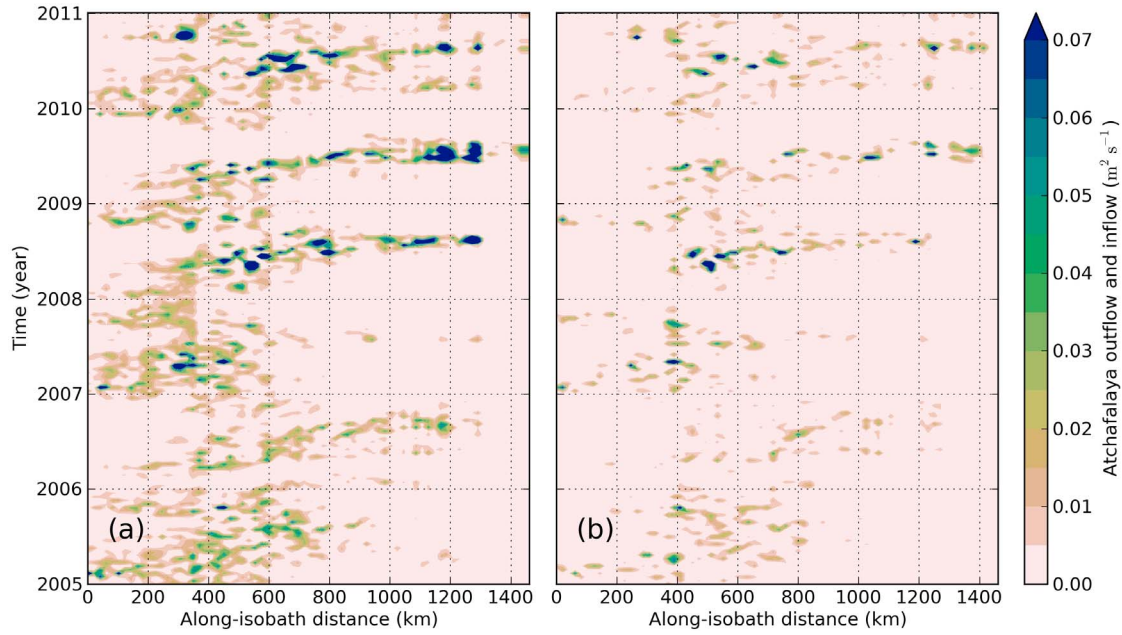 2011
2010
2009
2008
2007
2006
2005
Time (year)
(a)
0 200 400 600 800 1000 1200 1400
Along-isobath distance (km)
(b)
0 200 400 600 800 1000 1200 1400
Along-isobath distance (km)
0.07
0.06
0.05
0.04
0.03
0.02
0.01
0.00
Atchafalaya outflow and inflow (m² s⁻¹)